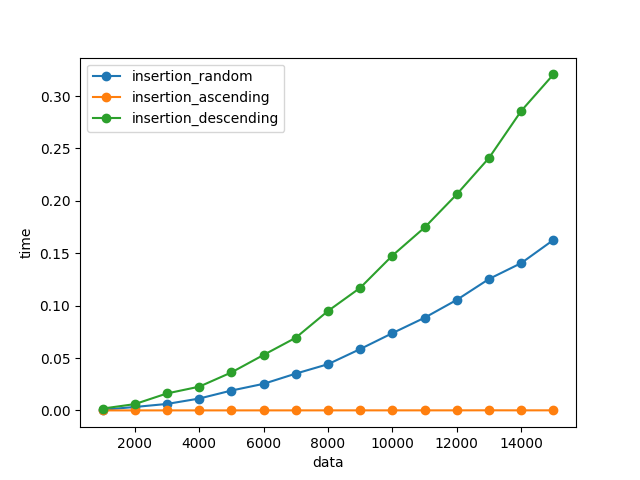 insertion_random
insertion_ascending
insertion_descending
time
0.30
0.25
0.20
0.15
0.10
0.05
0.00
2000 4000 6000 8000 10000 12000 14000
data